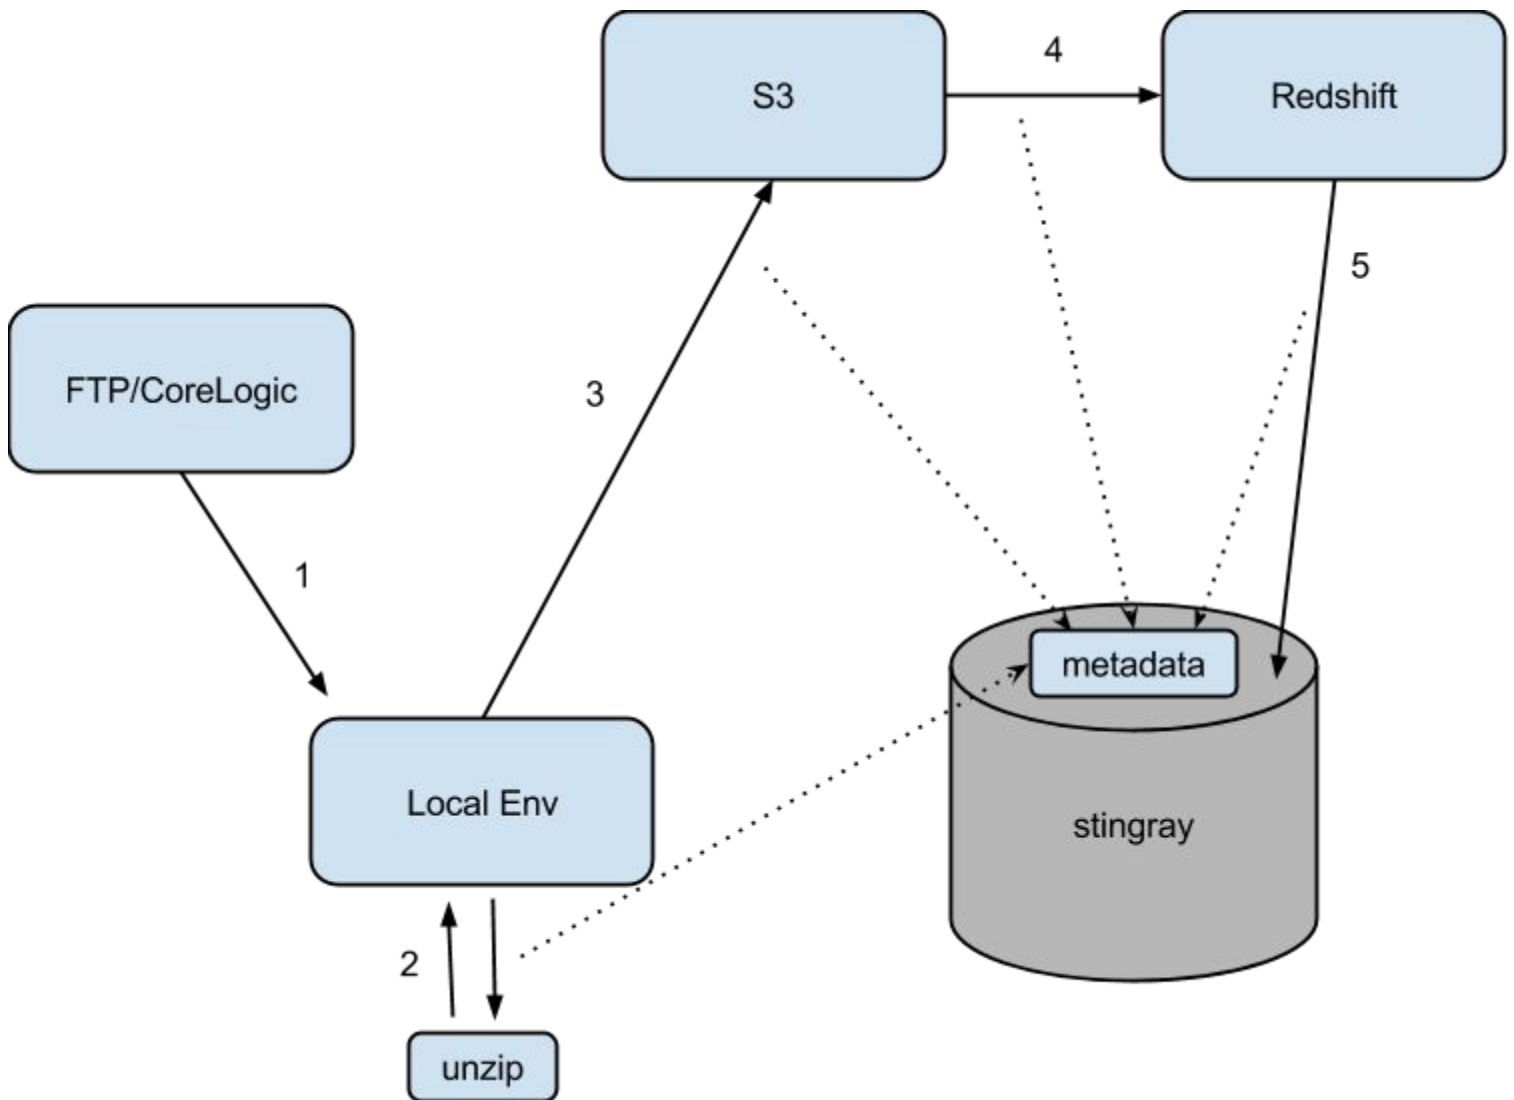 S3
4
Redshift
5
FTP/CoreLogic
3
1
metadata
Local Env
stingray
2
unzip